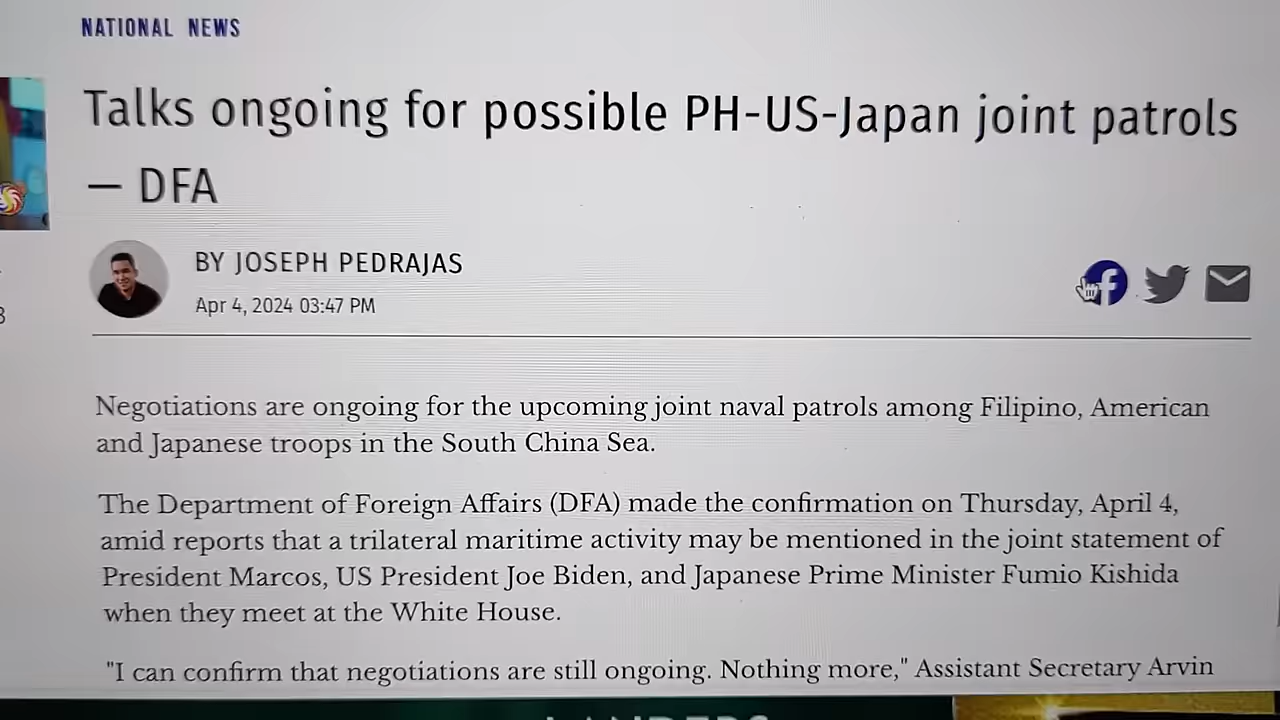 NATIONAL NEWS
Talks ongoing for possible PH-US-Japan joint patrols
— DFA
BY JOSEPH PEDRAJAS
Apr 4, 2024 03:47 PM
Negotiations are ongoing for the upcoming joint naval patrols among Filipino, American
and Japanese troops in the South China Sea.
The Department of Foreign Affairs (DFA) made the confirmation on Thursday, April 4,
amid reports that a trilateral maritime activity may be mentioned in the joint statement of
President Marcos, US President Joe Biden, and Japanese Prime Minister Fumio Kishida
when they meet at the White House.
"I can confirm that negotiations are still ongoing. Nothing more," Assistant Secretary Arvin